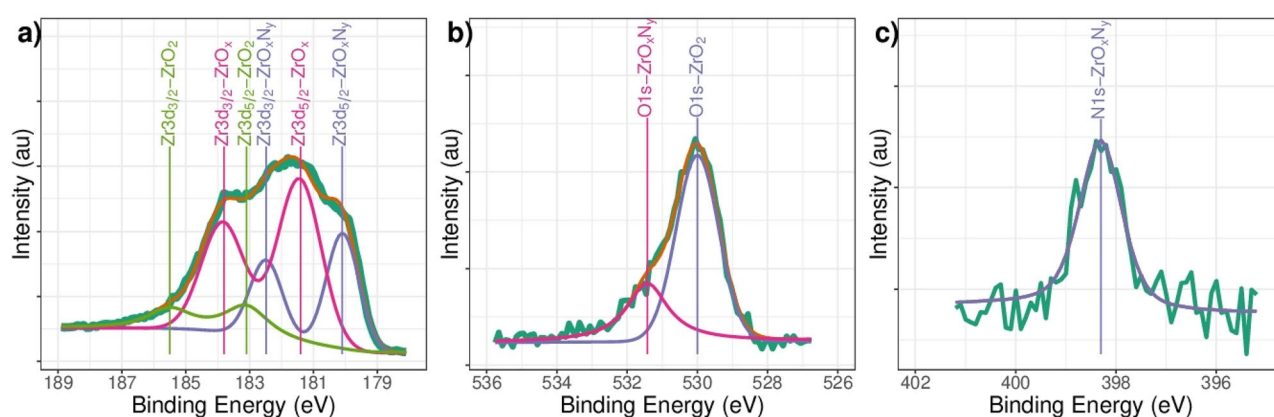 a)
Zr3d3/2–ZrO2
Zr3d3/2–ZrOx
Zr3d5/2–ZrO2
Zr3d3/2–ZrOxNy
Zr3d5/2–ZrOx
Zr3d5/2–ZrOxNy
Intensity (au)
189 187 185 183 181 179
Binding Energy (eV)
b)
O1s–ZrOxNy
O1s–ZrO2
Intensity (au)
536 534 532 530 528 526
Binding Energy (eV)
c)
N1s–ZrOxNy
Intensity (au)
402 400 398 396
Binding Energy (eV)